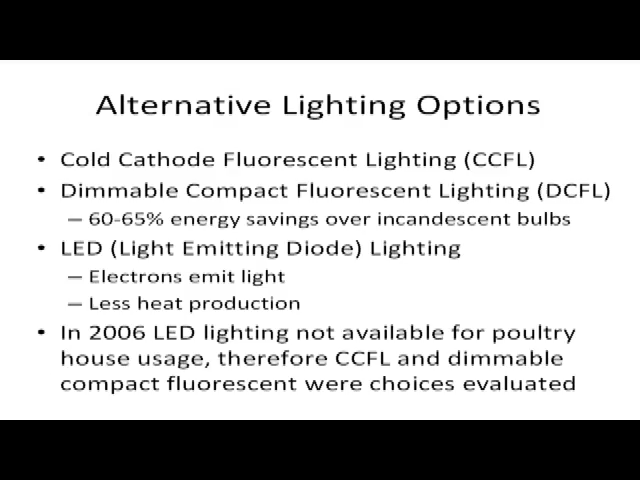 Alternative Lighting Options
• Cold Cathode Fluorescent Lighting (CCFL)
• Dimmable Compact Fluorescent Lighting (DCFL)
– 60-65% energy savings over incandescent bulbs
• LED (Light Emitting Diode) Lighting
– Electrons emit light
– Less heat production
• In 2006 LED lighting not available for poultry
house usage, therefore CCFL and dimmable
compact fluorescent were choices evaluated